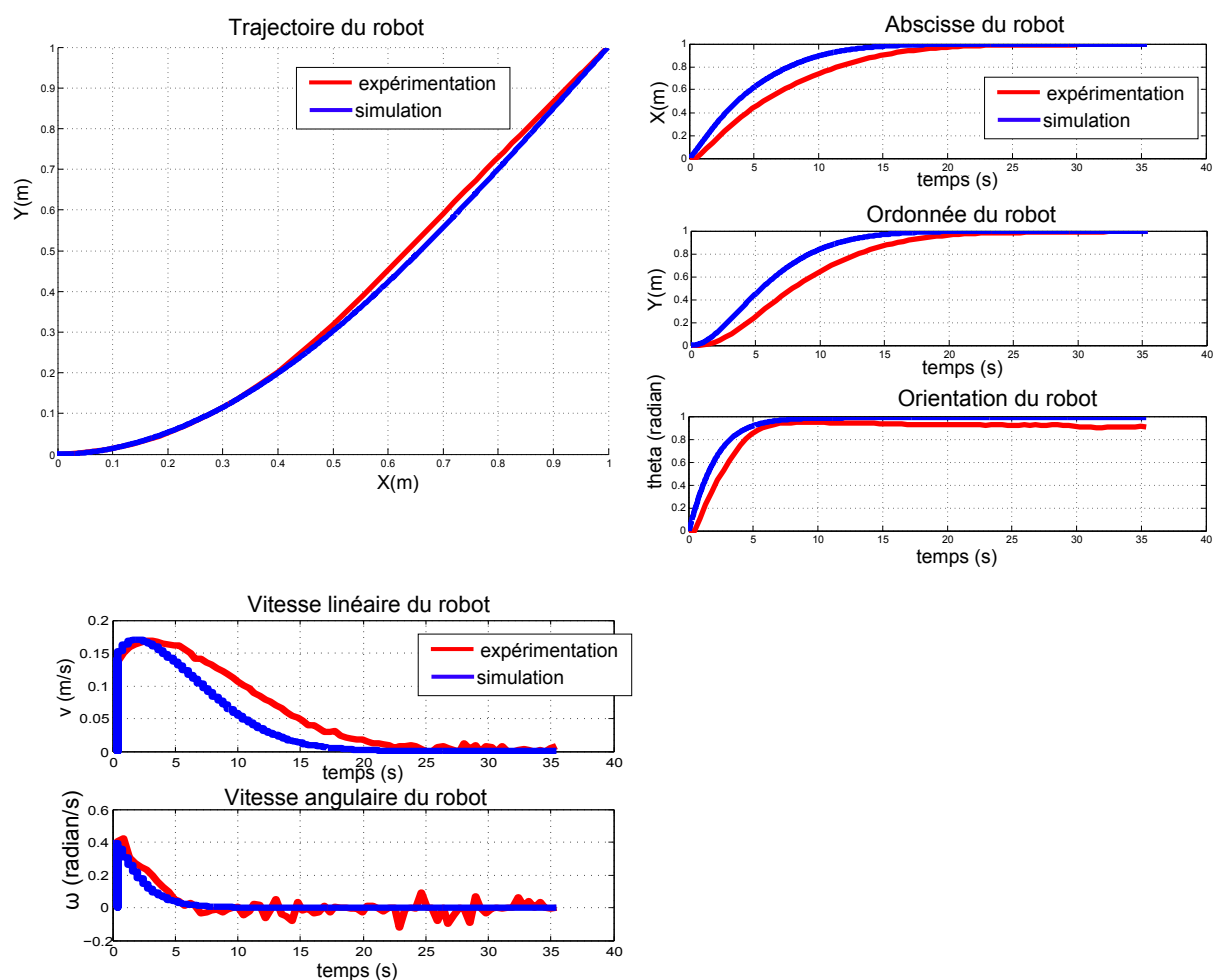 Trajectoire du robot
1
0.9
0.8
0.7
0.6
0.5
0.4
0.3
0.2
0.1
0
Y(m)
expérimentation
simulation
0 0.1 0.2 0.3 0.4 0.5 0.6 0.7 0.8 0.9 1
X(m)
Abscisse du robot
1
0.8
0.6
0.4
0.2
0
X(m)
expérimentation
simulation
0 5 10 15 20 25 30 35 40
temps (s)
Ordonnée du robot
1
0.8
0.6
0.4
0.2
0
Y(m)
0 5 10 15 20 25 30 35 40
temps (s)
Orientation du robot
1
0.8
0.6
0.4
0.2
0
theta (radian)
0 5 10 15 20 25 30 35 40
temps (s)
Vitesse linéaire du robot
0.2
0.15
0.1
0.05
0
v (m/s)
expérimentation
simulation
0 5 10 15 20 25 30 35 40
temps (s)
Vitesse angulaire du robot
0.6
0.4
0.2
0
−0.2
ω (radian/s)
0 5 10 15 20 25 30 35 40
temps (s)